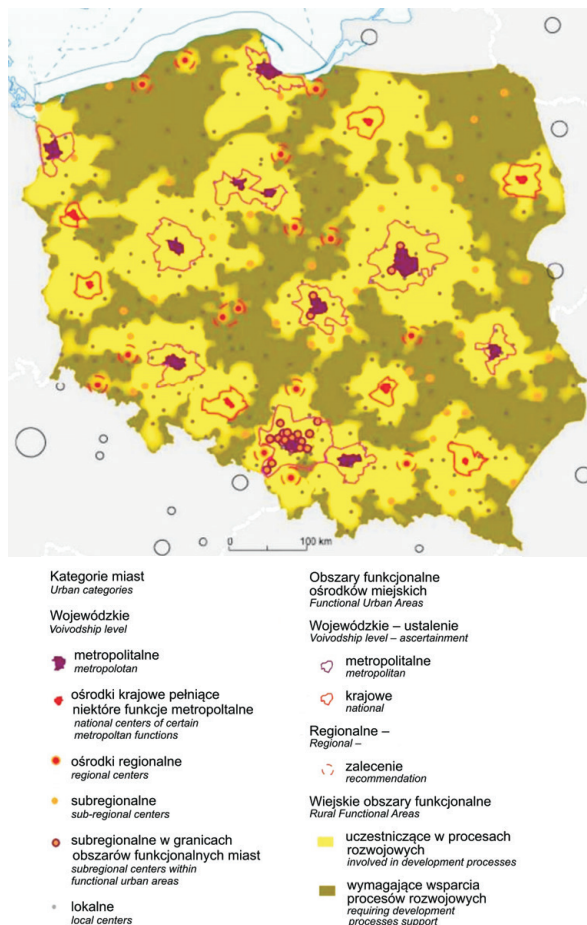 0 100 km
Kategorie miast
Urban categories
Wojewódzkie
Voivodship level
metropolitalne
metropolotan
ośrodki krajowe pełniące
niektóre funkcje metropoltalne
national centers of certain
metropoltan functions
ośrodki regionalne
regional centers
subregionalne
sub-regional centers
subregionalne w granicach
obszarów funkcjonalnych miast
subregional centers within
functional urban areas
lokalne
local centers
Obszary funkcjonalne
ośrodków miejskich
Functional Urban Areas
Wojewódzkie – ustalenie
Voivodship level – ascertainment
metropolitalne
metropolitan
krajowe
national
Regionalne –
Regional –
zalecenie
recommendation
Wiejskie obszary funkcjonalne
Rural Functional Areas
uczestniczące w procesach
rozwojowych
involved in development processes
wymagające wsparcia
procesów rozwojowych
requiring development
processes support